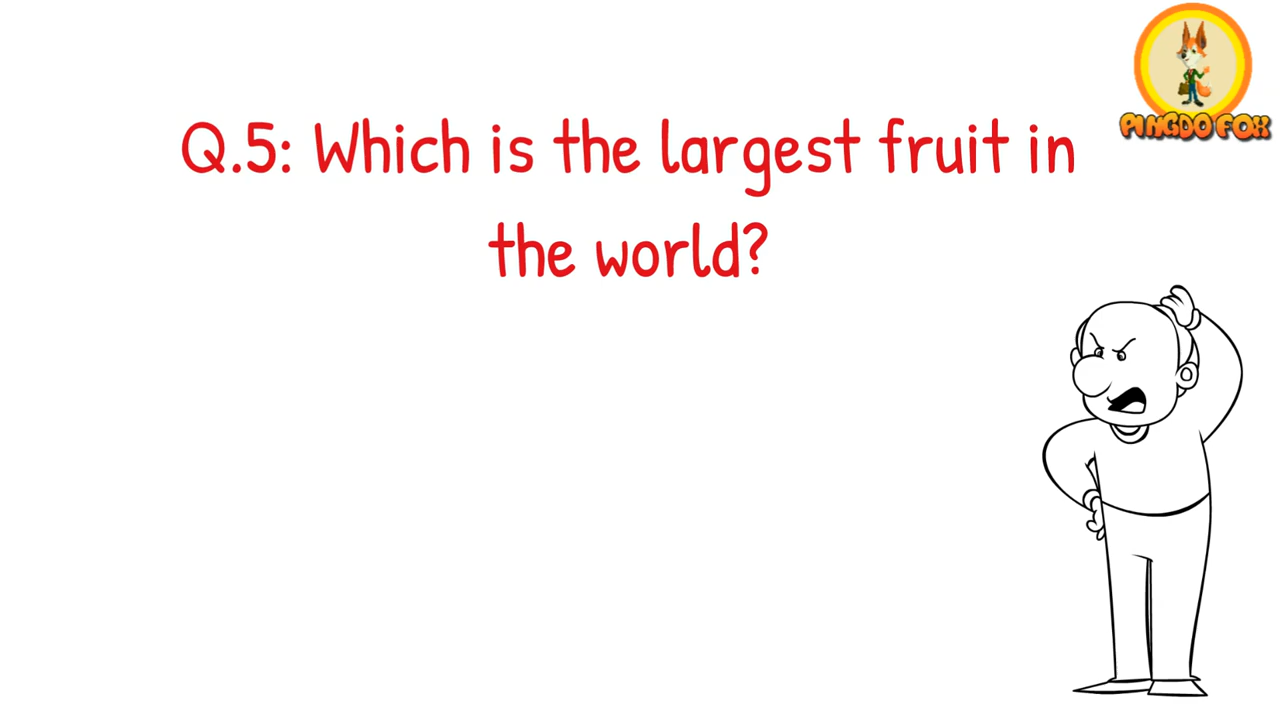 PINGDO FOX
Q.5: Which is the largest fruit in
the world?